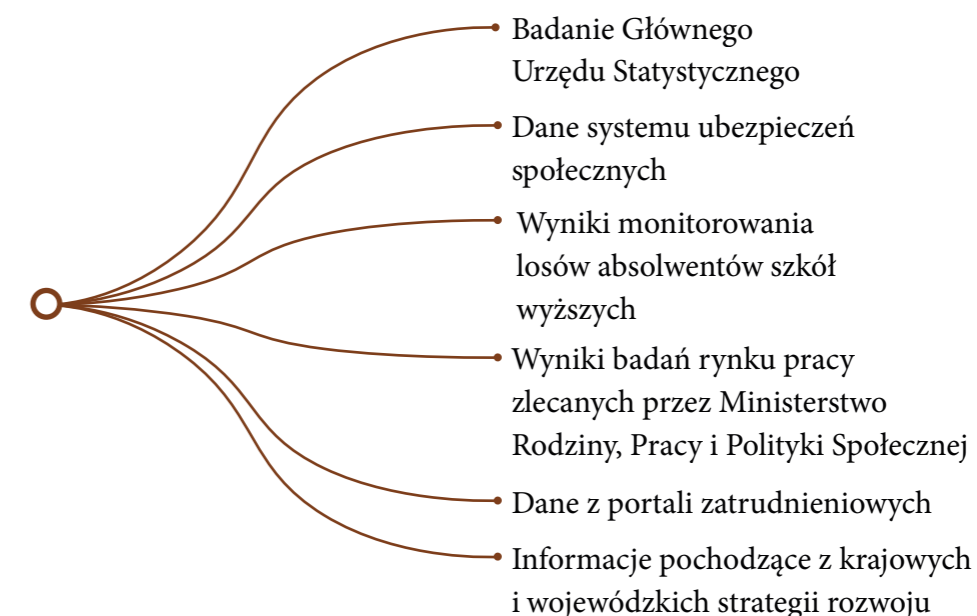 Badanie Głównego
Urzędu Statystycznego
Dane systemu ubezpieczeń
społecznych
Wyniki monitorowania
losów absolwentów szkół
wyższych
Wyniki badań rynku pracy
zlecanych przez Ministerstwo
Rodziny, Pracy i Polityki Społecznej
Dane z portali zatrudnieniowych
Informacje pochodzące z krajowych
i wojewódzkich strategii rozwoju